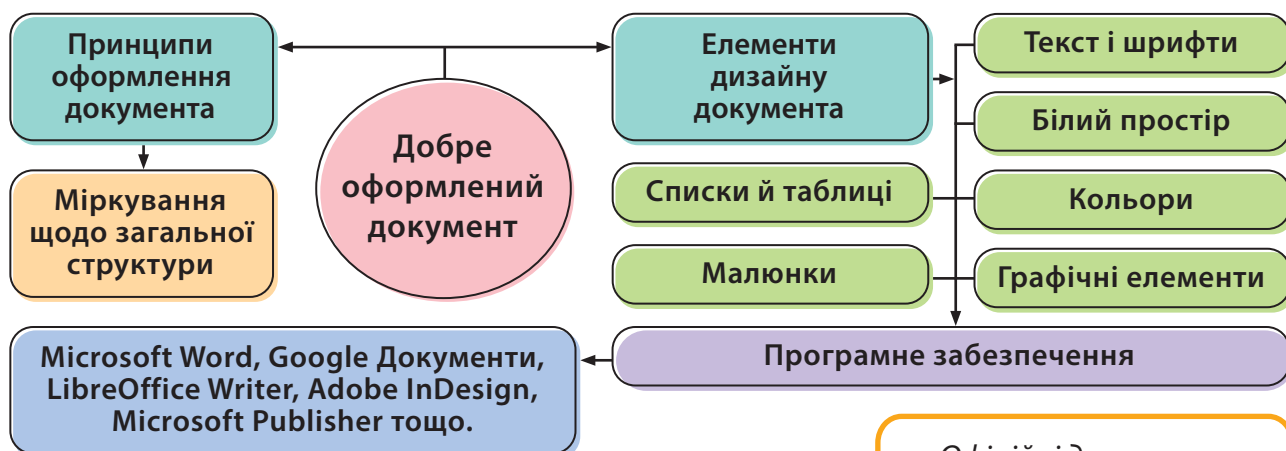 Принципи
оформлення
документа
Елементи
дизайну
документа
Текст і шрифти
Білий простір
Добре
оформлений
документ
Міркування
щодо загальної
структури
Списки й таблиці
Кольори
Малюнки
Графічні елементи
Microsoft Word, Google Документи,
LibreOffice Writer, Adobe InDesign,
Microsoft Publisher тощо.
Програмне забезпечення